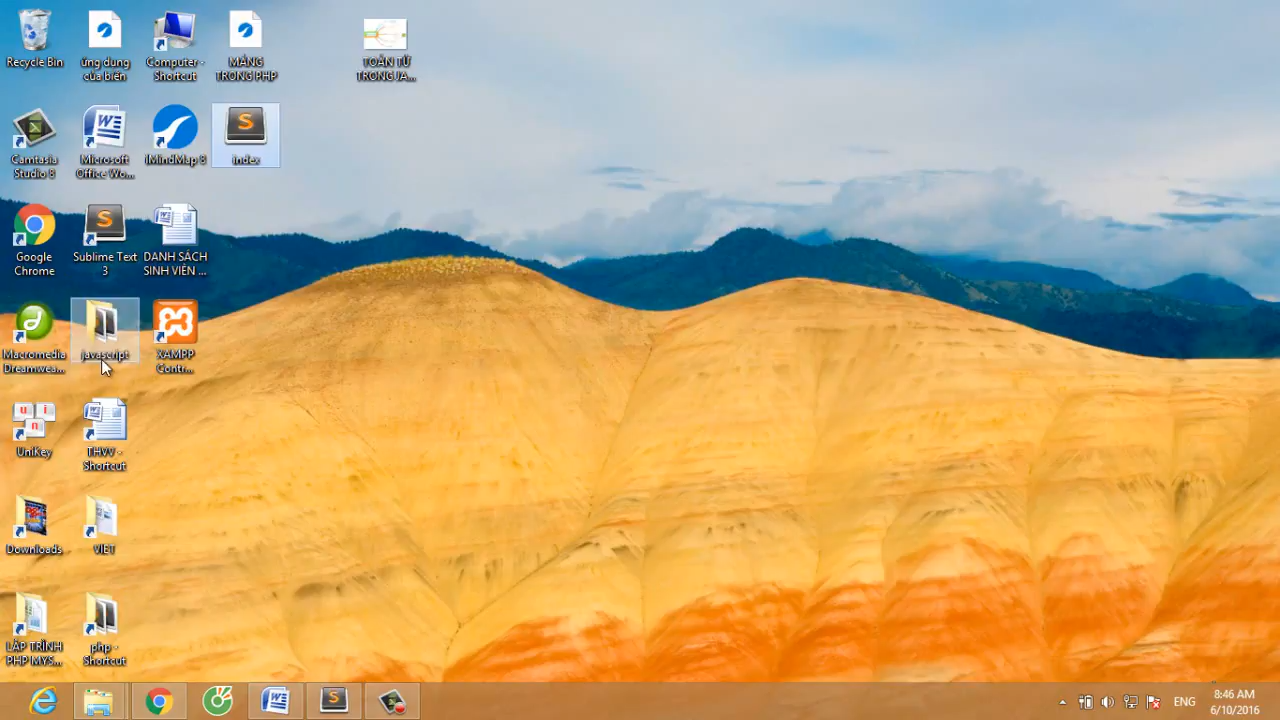 Recycle Bin
ứng dụng
của biến
Computer -
Shortcut
MẢNG
TRONG PHP
TOÁN TỬ
TRONG JA...
Camtasia
Studio 8
Microsoft
Office Wo...
iMindMap 8
S
index
Google
Chrome
S
Sublime Text
3
DANH SÁCH
SINH VIÊN ...
Macromedia
Dreamwea...
javascript
XAMPP
Contr...
u i
n
UniKey
THVV -
Shortcut
Downloads
VIET
LẬP TRÌNH
PHP MYS...
php -
Shortcut
ENG
8:46 AM
6/10/2016